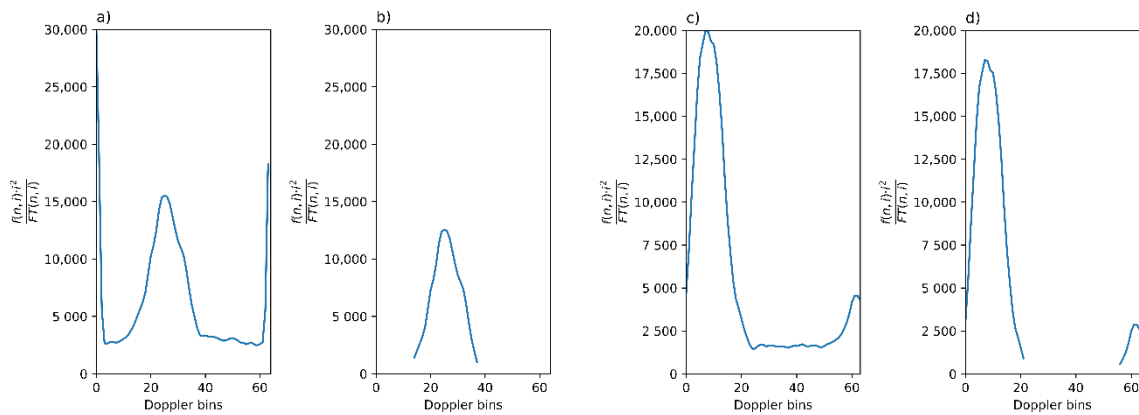 a)
30,000
25,000
20,000
15,000
10,000
5 000
0
f(n, i)·i²
FT(n, i)
0 20 40 60
Doppler bins
b)
30,000
25,000
20,000
15,000
10,000
5 000
0
f(n, i)·i²
FT(n, i)
0 20 40 60
Doppler bins
c)
20,000
17,500
15,000
12,500
10,000
7 500
5 000
2 500
0
f(n, i)·i²
FT(n, i)
0 20 40 60
Doppler bins
d)
20,000
17,500
15,000
12,500
10,000
7 500
5 000
2 500
0
f(n, i)·i²
FT(n, i)
0 20 40 60
Doppler bins